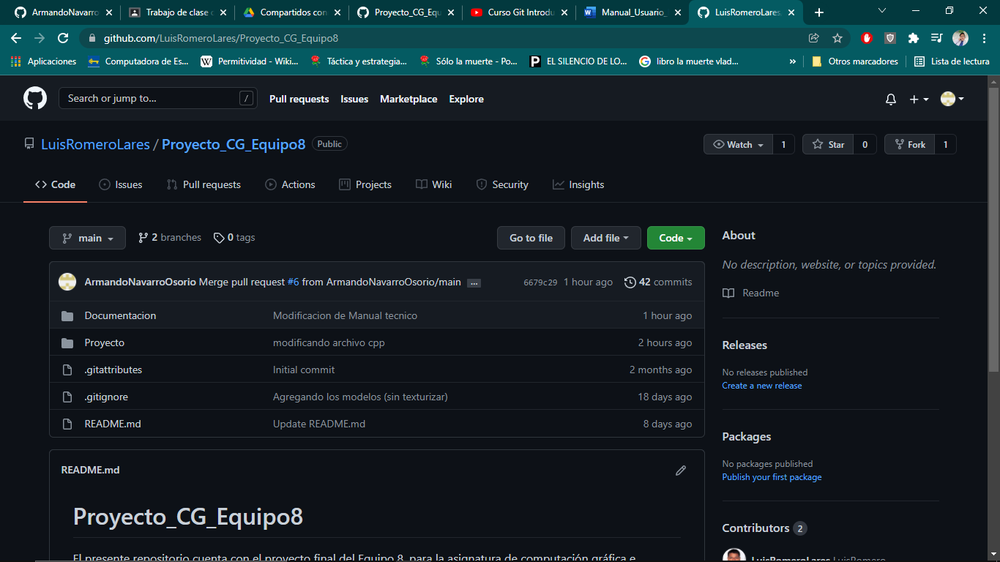 ArmandoNavarro
Trabajo de clase
Compartidos con
Proyecto_CG_Equ
Curso Git Introdu
Manual_Usuario_
LuisRomeroLares
github.com/LuisRomeroLares/Proyecto_CG_Equipo8
Aplicaciones
Computadora de Es...
Permitividad - Wiki...
Táctica y estrategia...
Sólo la muerte - Po...
EL SILENCIO DE LO...
libro la muerte vlad...
»
Otros marcadores
Lista de lectura
Search or jump to...
/
Pull requests
Issues
Marketplace
Explore
LuisRomeroLares / Proyecto_CG_Equipo8 Public
Watch 1
Star 0
Fork 1
Code
Issues
Pull requests
Actions
Projects
Wiki
Security
Insights
main
2 branches
0 tags
Go to file
Add file
Code
ArmandoNavarroOsorio Merge pull request #6 from ArmandoNavarroOsorio/main ... 6679c29 1 hour ago 42 commits
Documentacion Modificacion de Manual tecnico 1 hour ago
Proyecto modificando archivo cpp 2 hours ago
.gitattributes Initial commit 2 months ago
.gitignore Agregando los modelos (sin texturizar) 18 days ago
README.md Update README.md 8 days ago
README.md
Proyecto_CG_Equipo8
El presente repositorio cuenta con el proyecto final del Equipo 8, para la asignatura de computación gráfica e
About
No description, website, or topics provided.
Readme
Releases
No releases published
Create a new release
Packages
No packages published
Publish your first package
Contributors 2
LuisRomeroLares LuisRomero